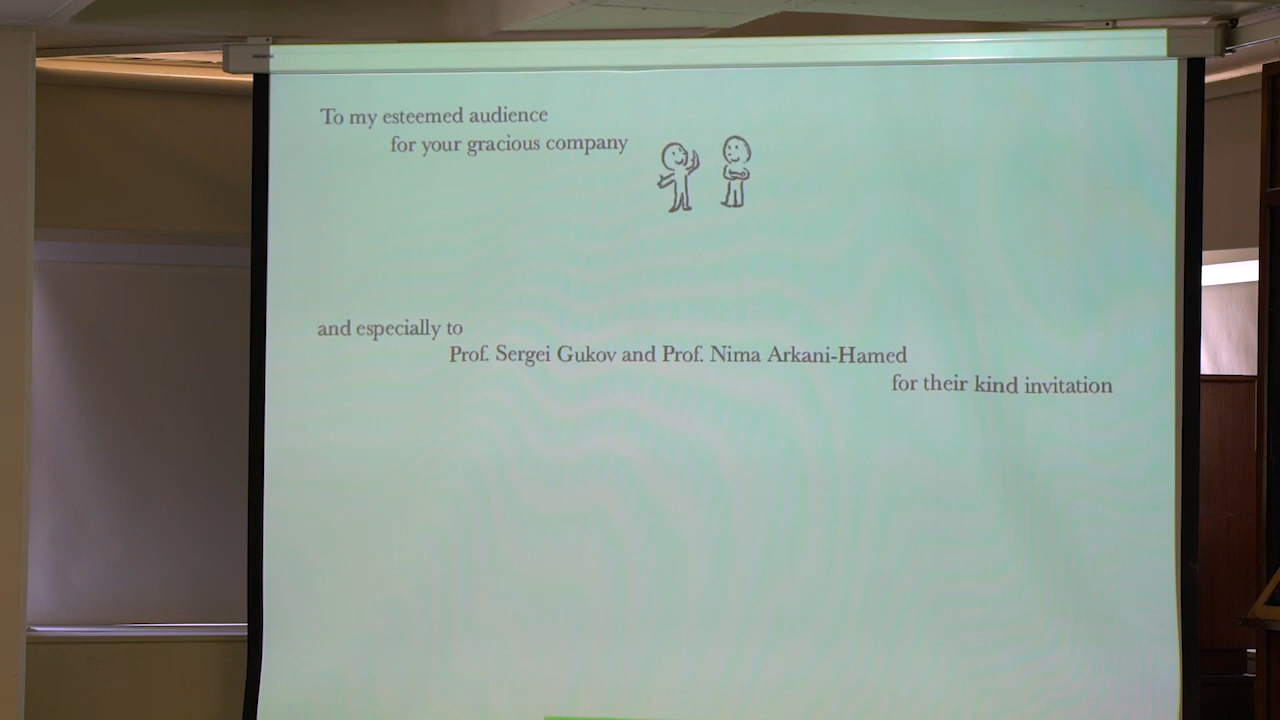 To my esteemed audience
for your gracious company
and especially to
Prof. Sergei Gukov and Prof. Nima Arkani-Hamed
for their kind invitation